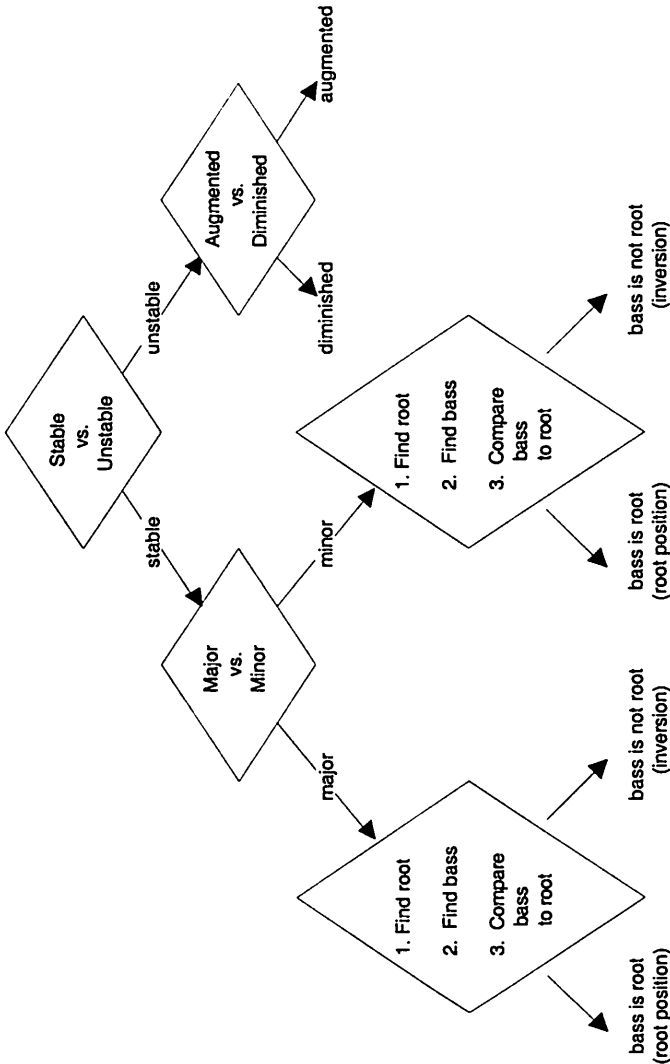 Stable
vs.
Unstable
stable
unstable
Major
vs.
Minor
Augmented
vs.
Diminished
major
minor
diminished
augmented
1. Find root
2. Find bass
3. Compare
bass
to root
1. Find root
2. Find bass
3. Compare
bass
to root
bass is root
(root position)
bass is not root
(inversion)
bass is root
(root position)
bass is not root
(inversion)